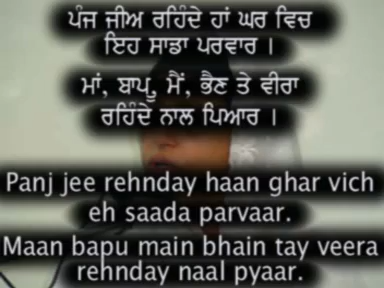 ਪੰਜ ਜੀਅ ਰਹਿੰਦੇ ਹਾਂ ਘਰ ਵਿਚ
ਇਹ ਸਾਡਾ ਪਰਵਾਰ ।
ਮਾਂ, ਬਾਪੂ, ਮੈਂ, ਭੈਣ ਤੇ ਵੀਰਾ
ਰਹਿੰਦੇ ਨਾਲ ਪਿਆਰ ।
Panj jee rehnday haan ghar vich
eh saada parvaar.
Maan bapu main bhain tay veera
rehnday naal pyaar.